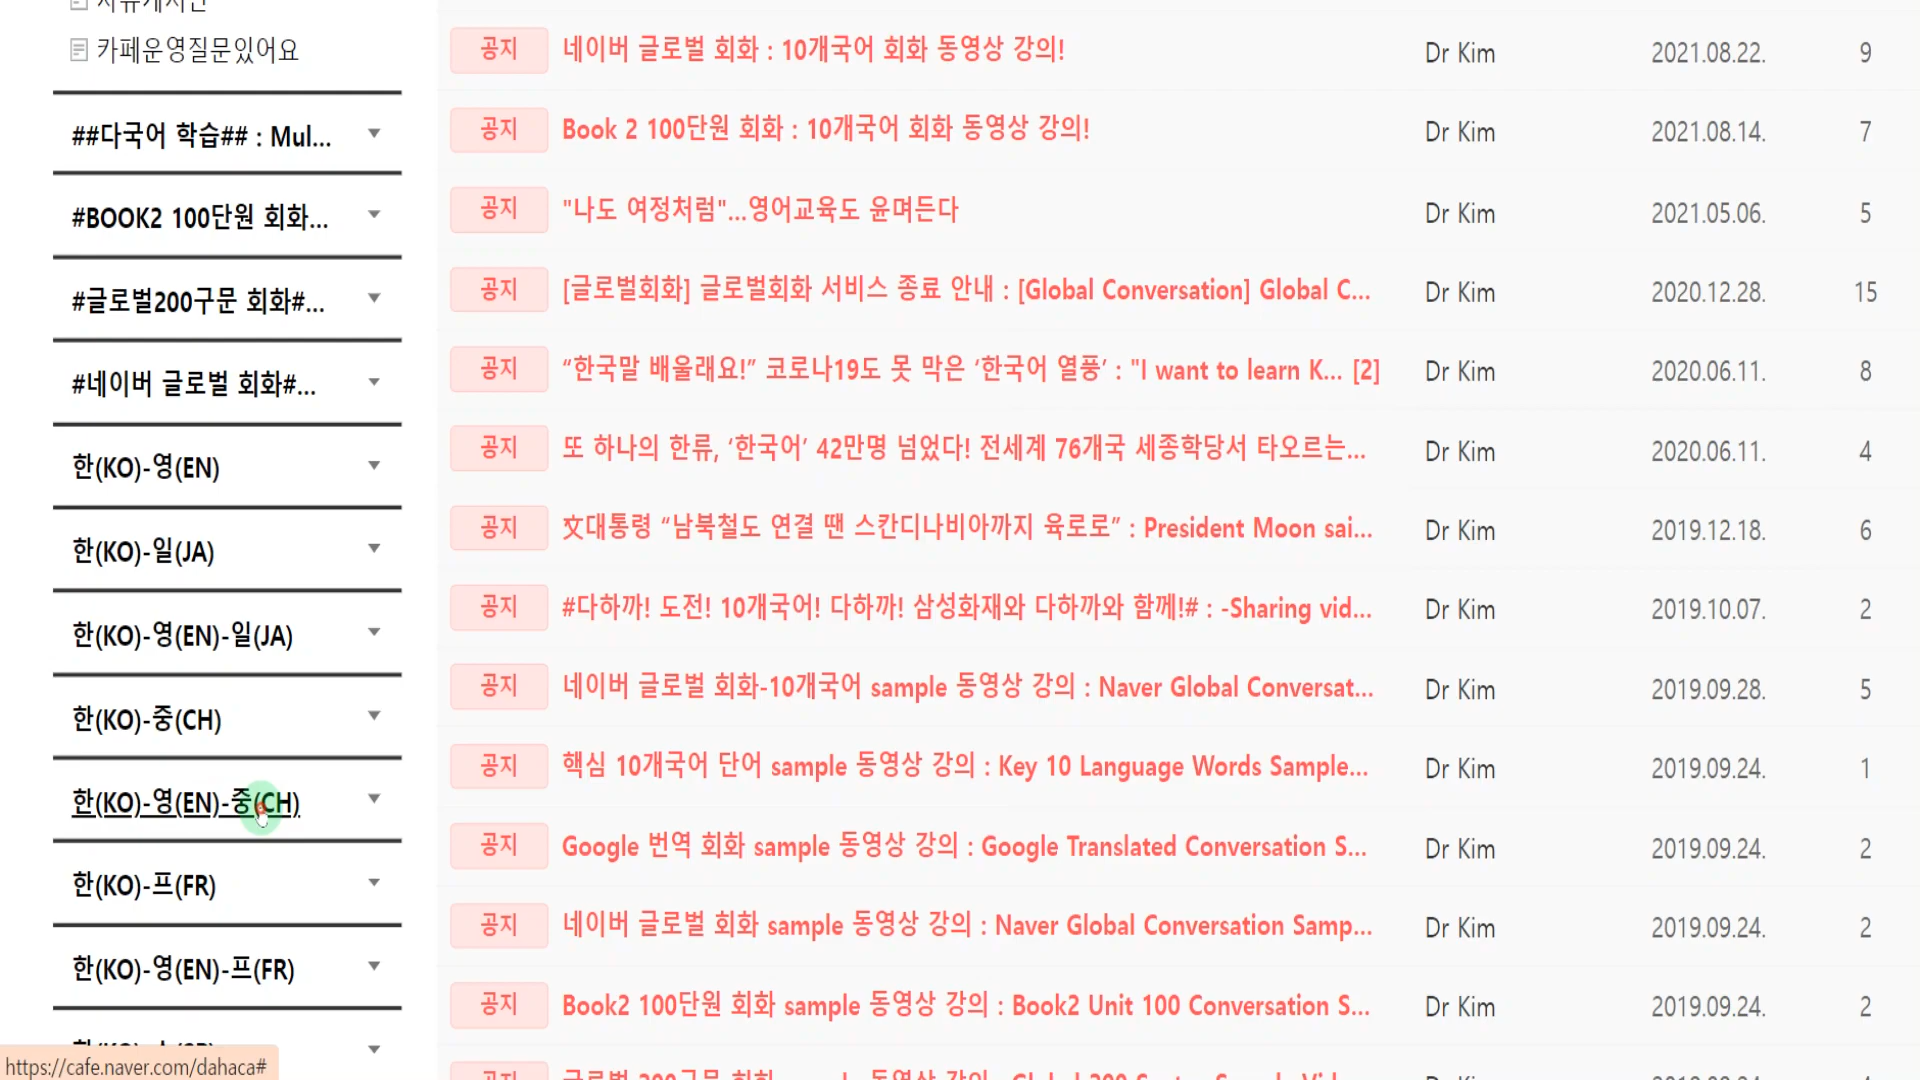 카페운영질문있어요
##다국어 학습## : Mul...
#BOOK2 100단원 회화...
#글로벌200구문 회화#...
#네이버 글로벌 회화#...
한(KO)-영(EN)
한(KO)-일(JA)
한(KO)-영(EN)-일(JA)
한(KO)-중(CH)
한(KO)-영(EN)-중(CH)
한(KO)-프(FR)
한(KO)-영(EN)-프(FR)
https://cafe.naver.com/dahaca#
공지 네이버 글로벌 회화 : 10개국어 회화 동영상 강의! Dr Kim 2021.08.22. 9
공지 Book 2 100단원 회화 : 10개국어 회화 동영상 강의! Dr Kim 2021.08.14. 7
공지 "나도 여정처럼"...영어교육도 윤며든다 Dr Kim 2021.05.06. 5
공지 [글로벌회화] 글로벌회화 서비스 종료 안내 : [Global Conversation] Global C... Dr Kim 2020.12.28. 15
공지 “한국말 배울래요!” 코로나19도 못 막은 ‘한국어 열풍’ : "I want to learn K... [2] Dr Kim 2020.06.11. 8
공지 또 하나의 한류, ‘한국어’ 42만명 넘었다! 전세계 76개국 세종학당서 타오르는... Dr Kim 2020.06.11. 4
공지 文대통령 “남북철도 연결 땐 스칸디나비아까지 육로로” : President Moon sai... Dr Kim 2019.12.18. 6
공지 #다하까! 도전! 10개국어! 다하까! 삼성화재와 다하까와 함께!# : -Sharing vid... Dr Kim 2019.10.07. 2
공지 네이버 글로벌 회화-10개국어 sample 동영상 강의 : Naver Global Conversat... Dr Kim 2019.09.28. 5
공지 핵심 10개국어 단어 sample 동영상 강의 : Key 10 Language Words Sample... Dr Kim 2019.09.24. 1
공지 Google 번역 회화 sample 동영상 강의 : Google Translated Conversation S... Dr Kim 2019.09.24. 2
공지 네이버 글로벌 회화 sample 동영상 강의 : Naver Global Conversation Samp... Dr Kim 2019.09.24. 2
공지 Book2 100단원 회화 sample 동영상 강의 : Book2 Unit 100 Conversation S... Dr Kim 2019.09.24. 2